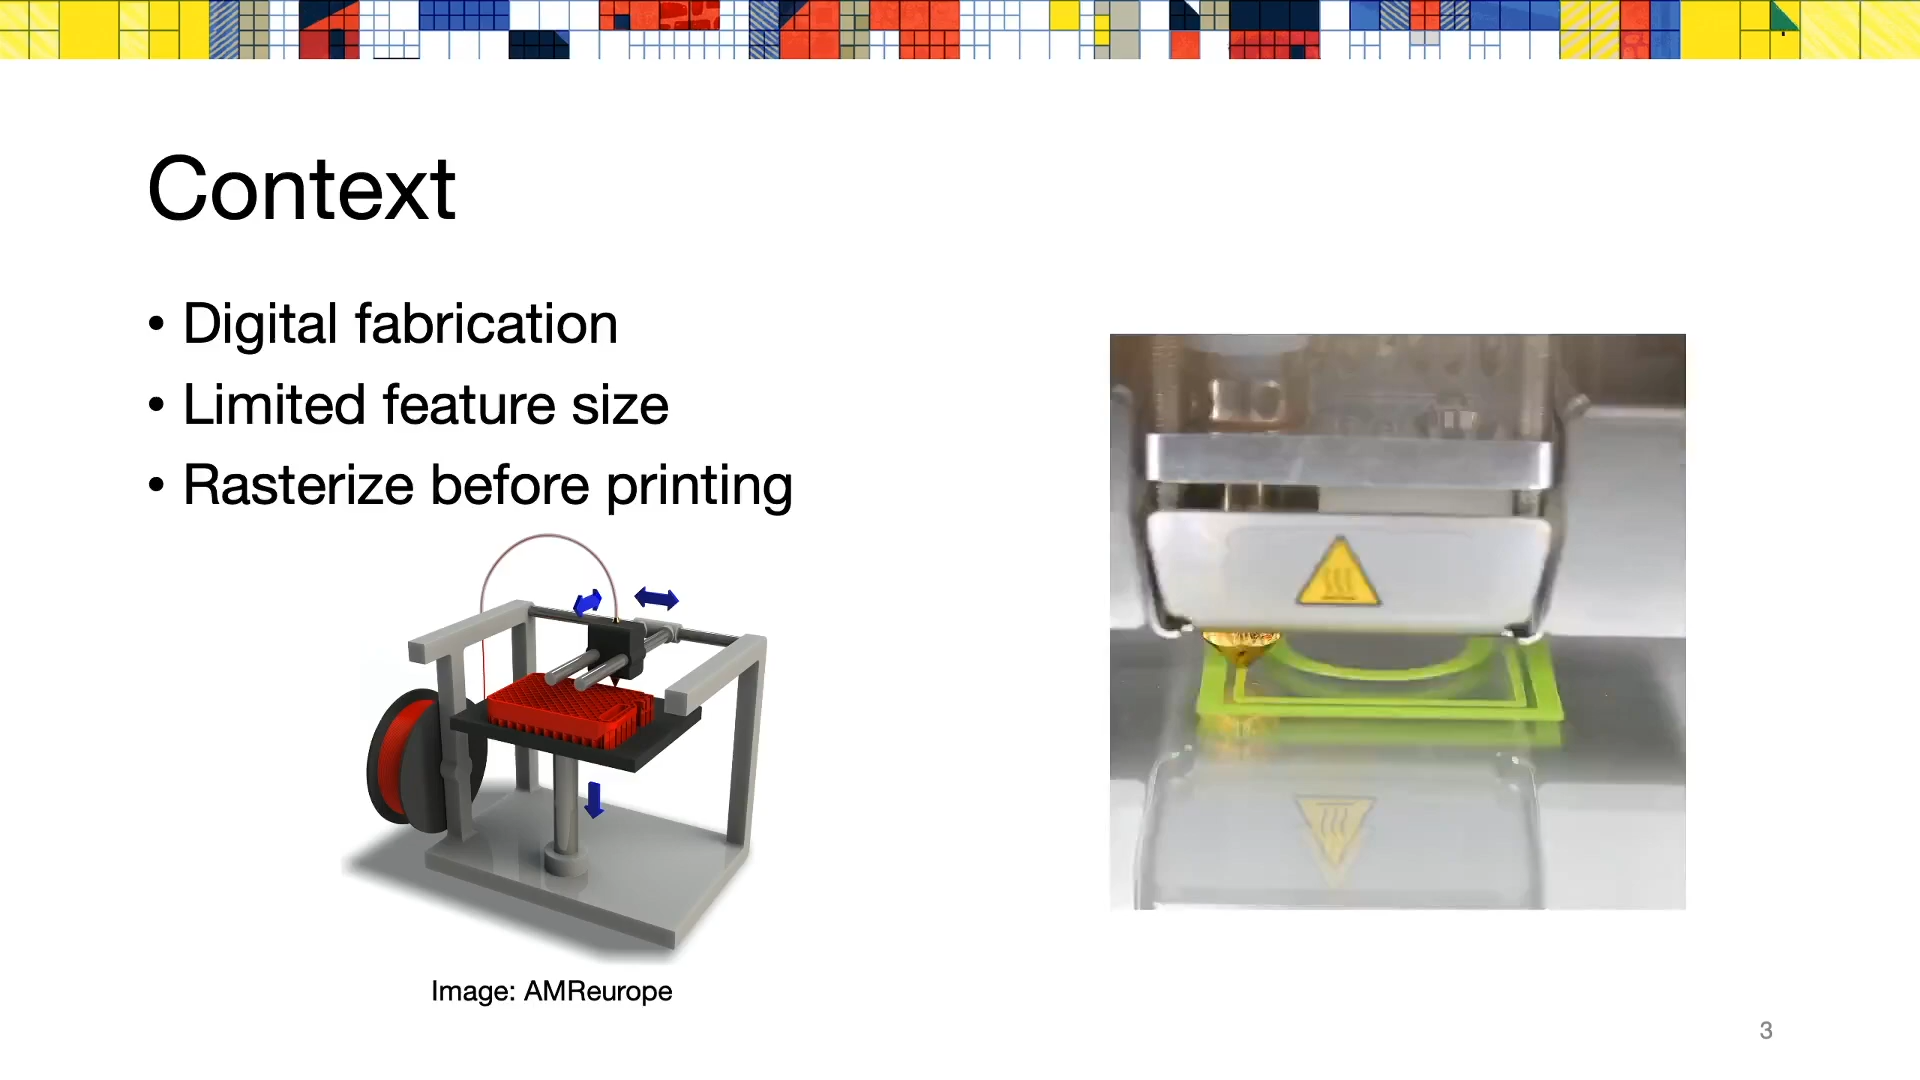 Context
• Digital fabrication
• Limited feature size
• Rasterize before printing
Image: AMReurope
3